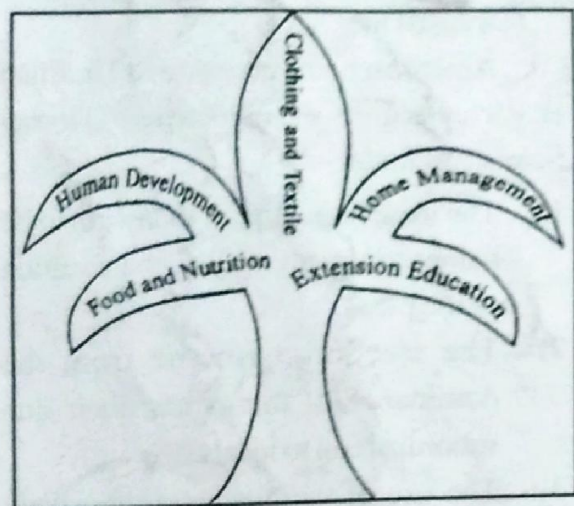 Clothing and Textile
Human Development
Home Management
Food and Nutrition
Extension Education